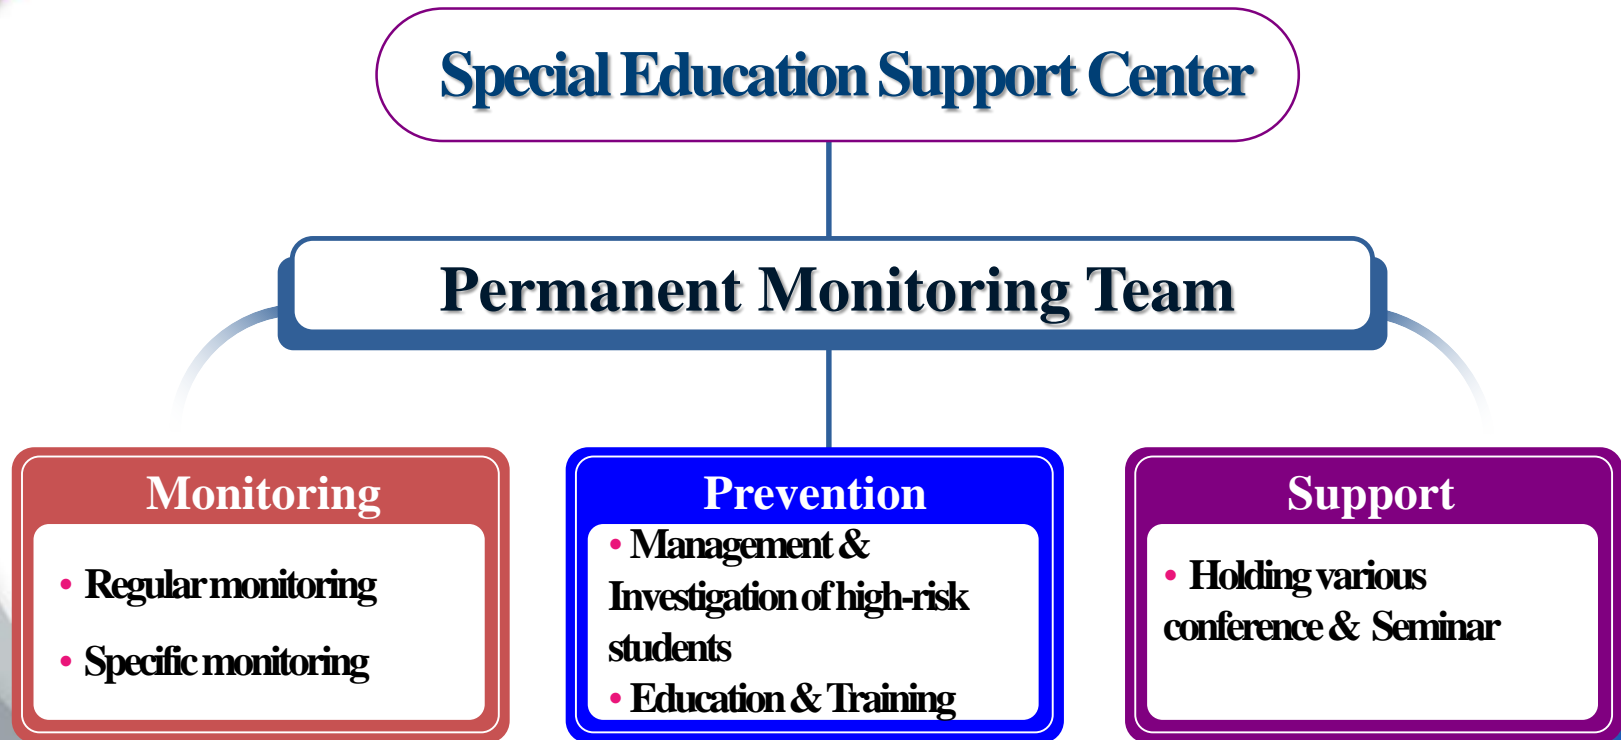 Special Education Support Center
Permanent Monitoring Team
Monitoring
• Regular monitoring
• Specific monitoring
Prevention
• Management &
Investigation of high-risk
students
• Education & Training
Support
• Holding various
conference & Seminar